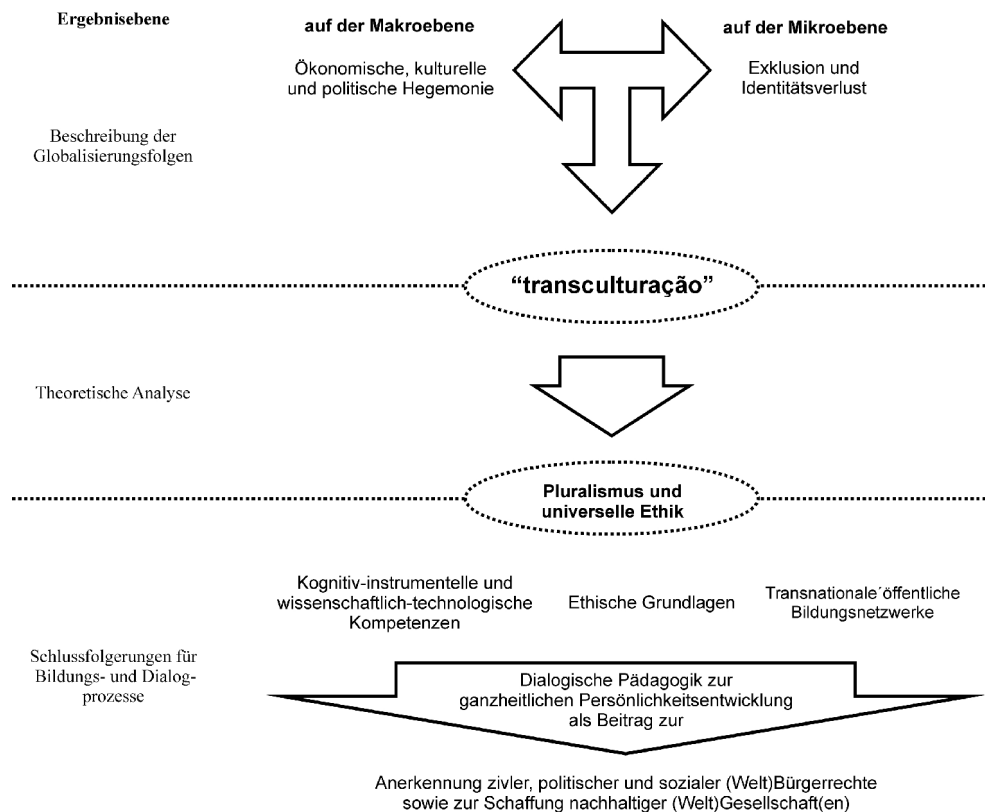 Ergebnisebene
auf der Makroebene
auf der Mikroebene
Ökonomische, kulturelle
und politische Hegemonie
Exklusion und
Identitätsverlust
Beschreibung der
Globalisierungsfolgen
“transculturação”
Theoretische Analyse
Pluralismus und
universelle Ethik
Kognitiv-instrumentelle und
wissenschaftlich-technologische
Kompetenzen
Ethische Grundlagen
Transnationale´öffentliche
Bildungsnetzwerke
Schlussfolgerungen für
Bildungs- und Dialog-
prozesse
Dialogische Pädagogik zur
ganzheitlichen Persönlichkeitsentwicklung
als Beitrag zur
Anerkennung zivler, politischer und sozialer (Welt)Bürgerrechte
sowie zur Schaffung nachhaltiger (Welt)Gesellschaft(en)